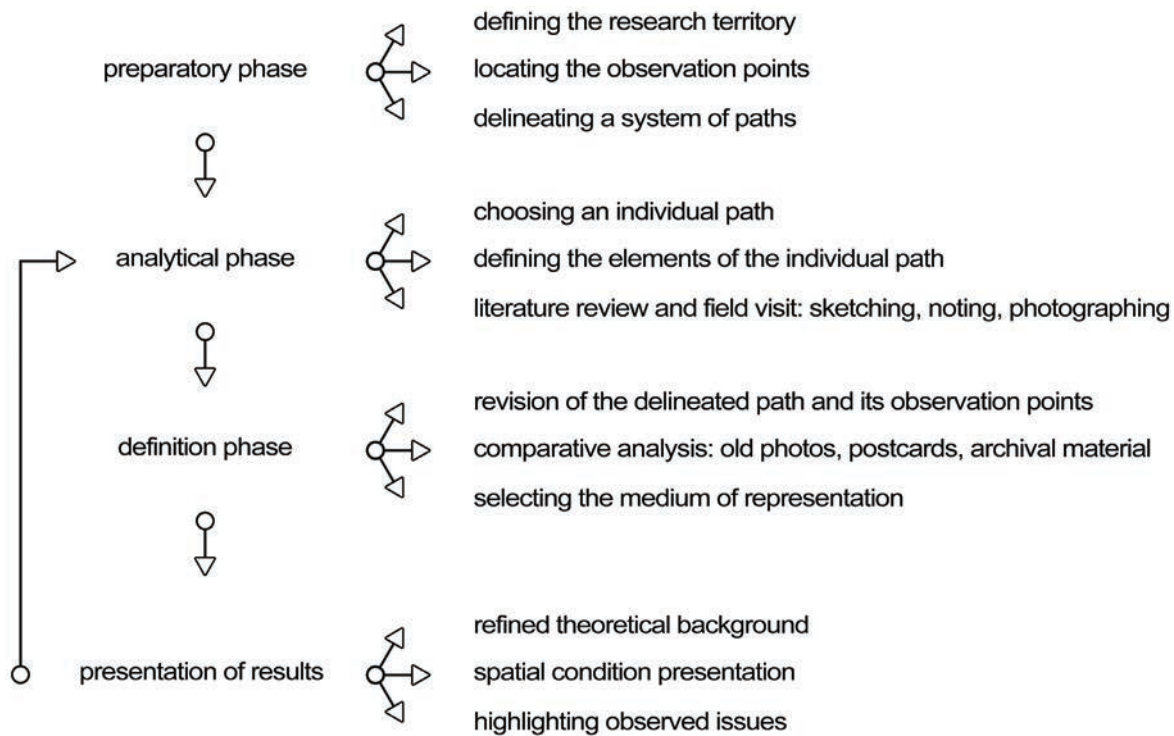 defining the research territory
preparatory phase
locating the observation points
delineating a system of paths
choosing an individual path
analytical phase
defining the elements of the individual path
literature review and field visit: sketching, noting, photographing
revision of the delineated path and its observation points
definition phase
comparative analysis: old photos, postcards, archival material
selecting the medium of representation
refined theoretical background
presentation of results
spatial condition presentation
highlighting observed issues